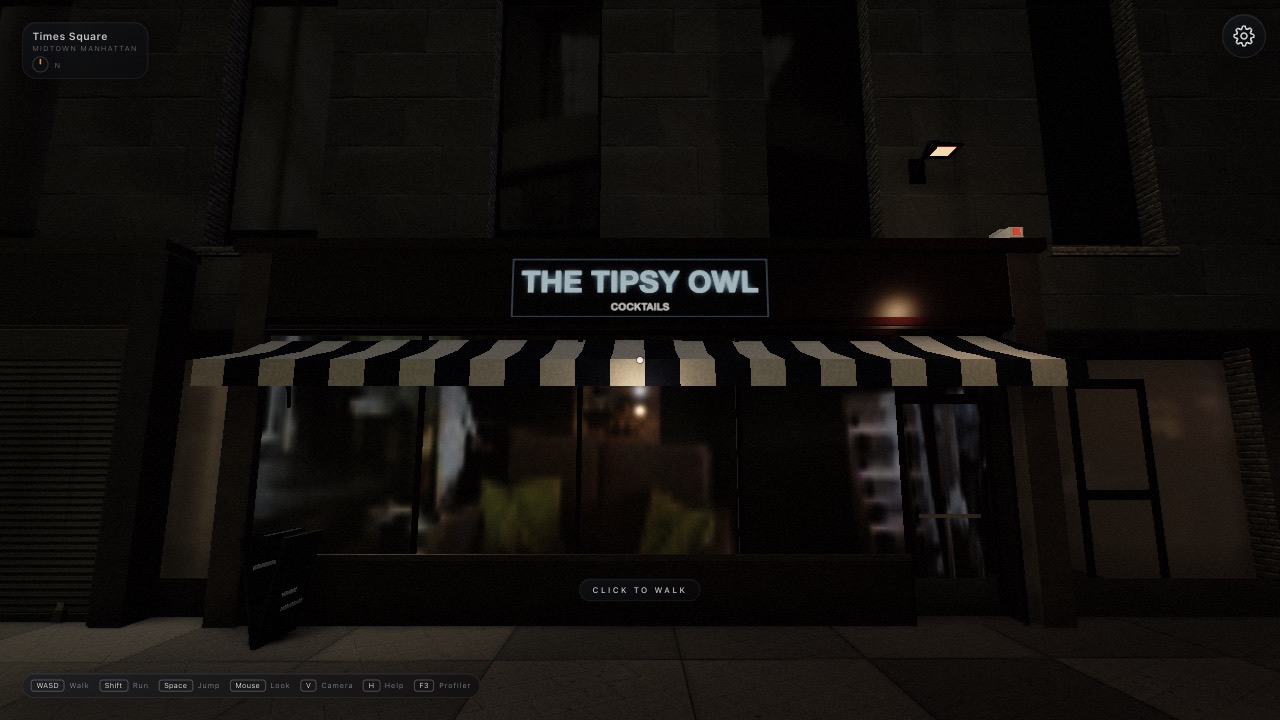 Times Square
MIDTOWN MANHATTAN
N
THE TIPSY OWL
COCKTAILS
CLICK TO WALK
WASD Walk Shift Run Space Jump Mouse Look V Camera H Help F3 Profiler